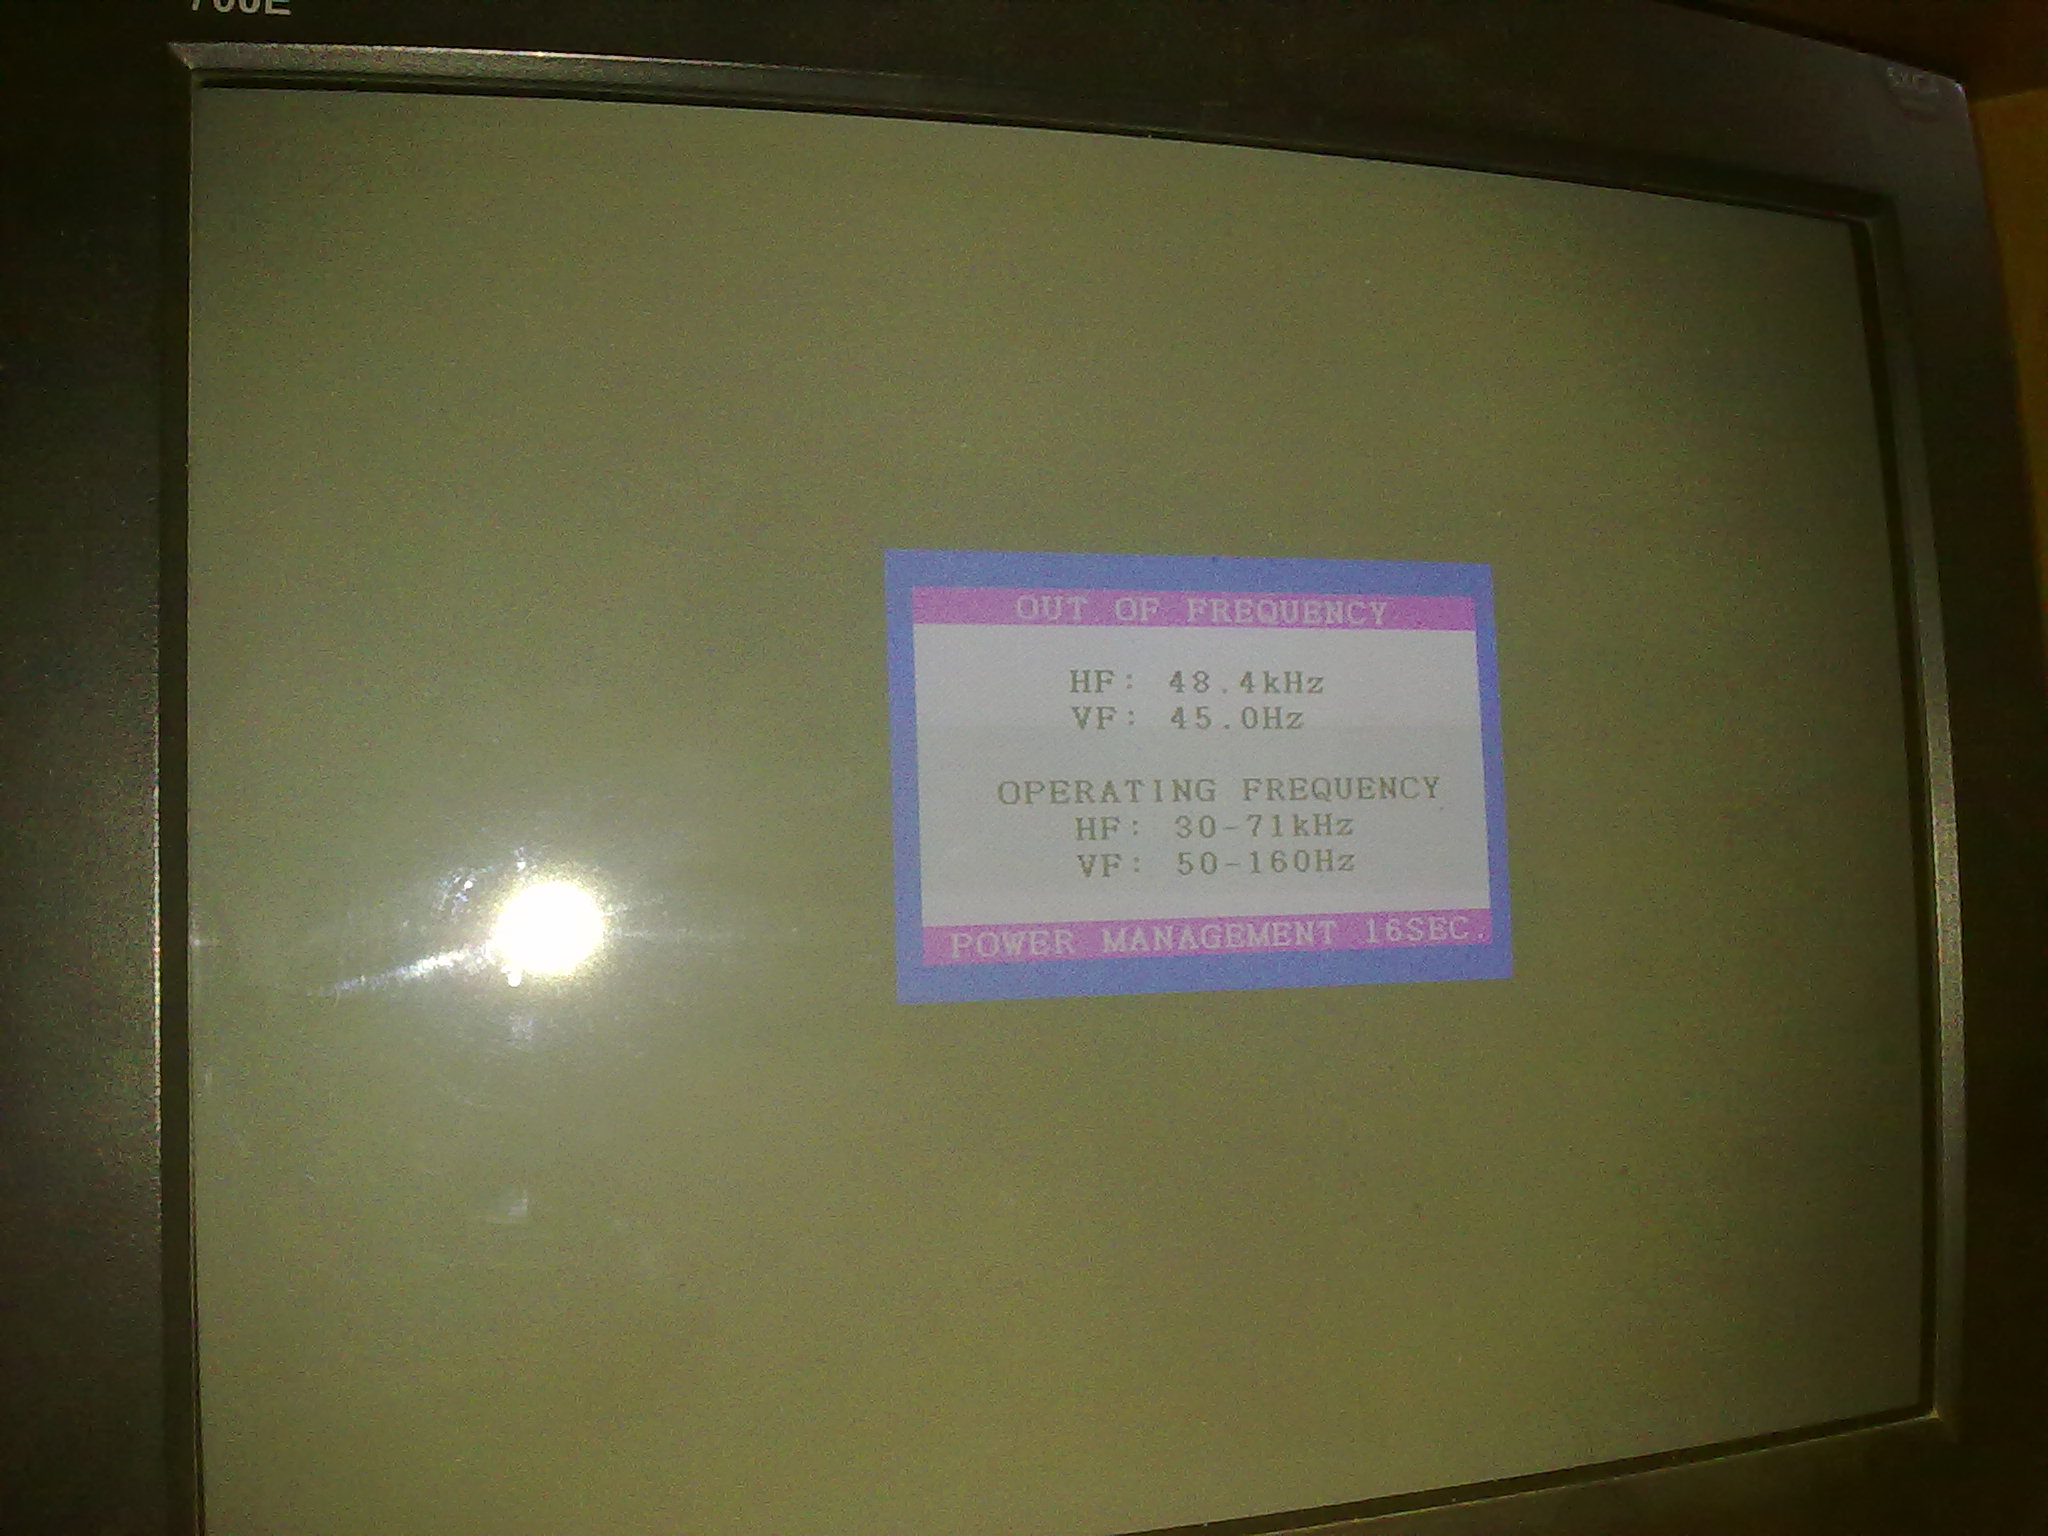 700E
OUT OF FREQUENCY
HF: 48.4kHz
VF: 45.0Hz
OPERATING FREQUENCY
HF: 30-71kHz
VF: 50-160Hz
POWER MANAGEMENT 16SEC.